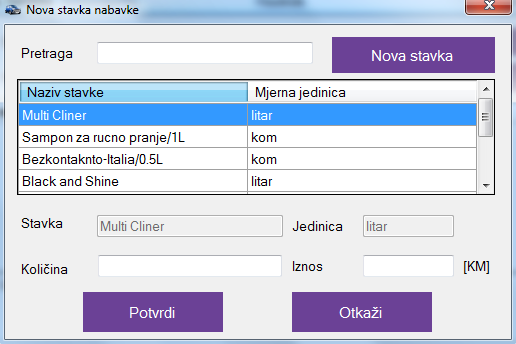 Nova stavka nabavke
Pretraga
Nova stavka
Naziv stavke Mjerna jedinica
Multi Cliner litar
Sampon za rucno pranje/1L kom
Bezkontaknto-Italia/0.5L kom
Black and Shine litar
Stavka Multi Cliner Jedinica litar
Količina Iznos [KM]
Potvrdi Otkaži